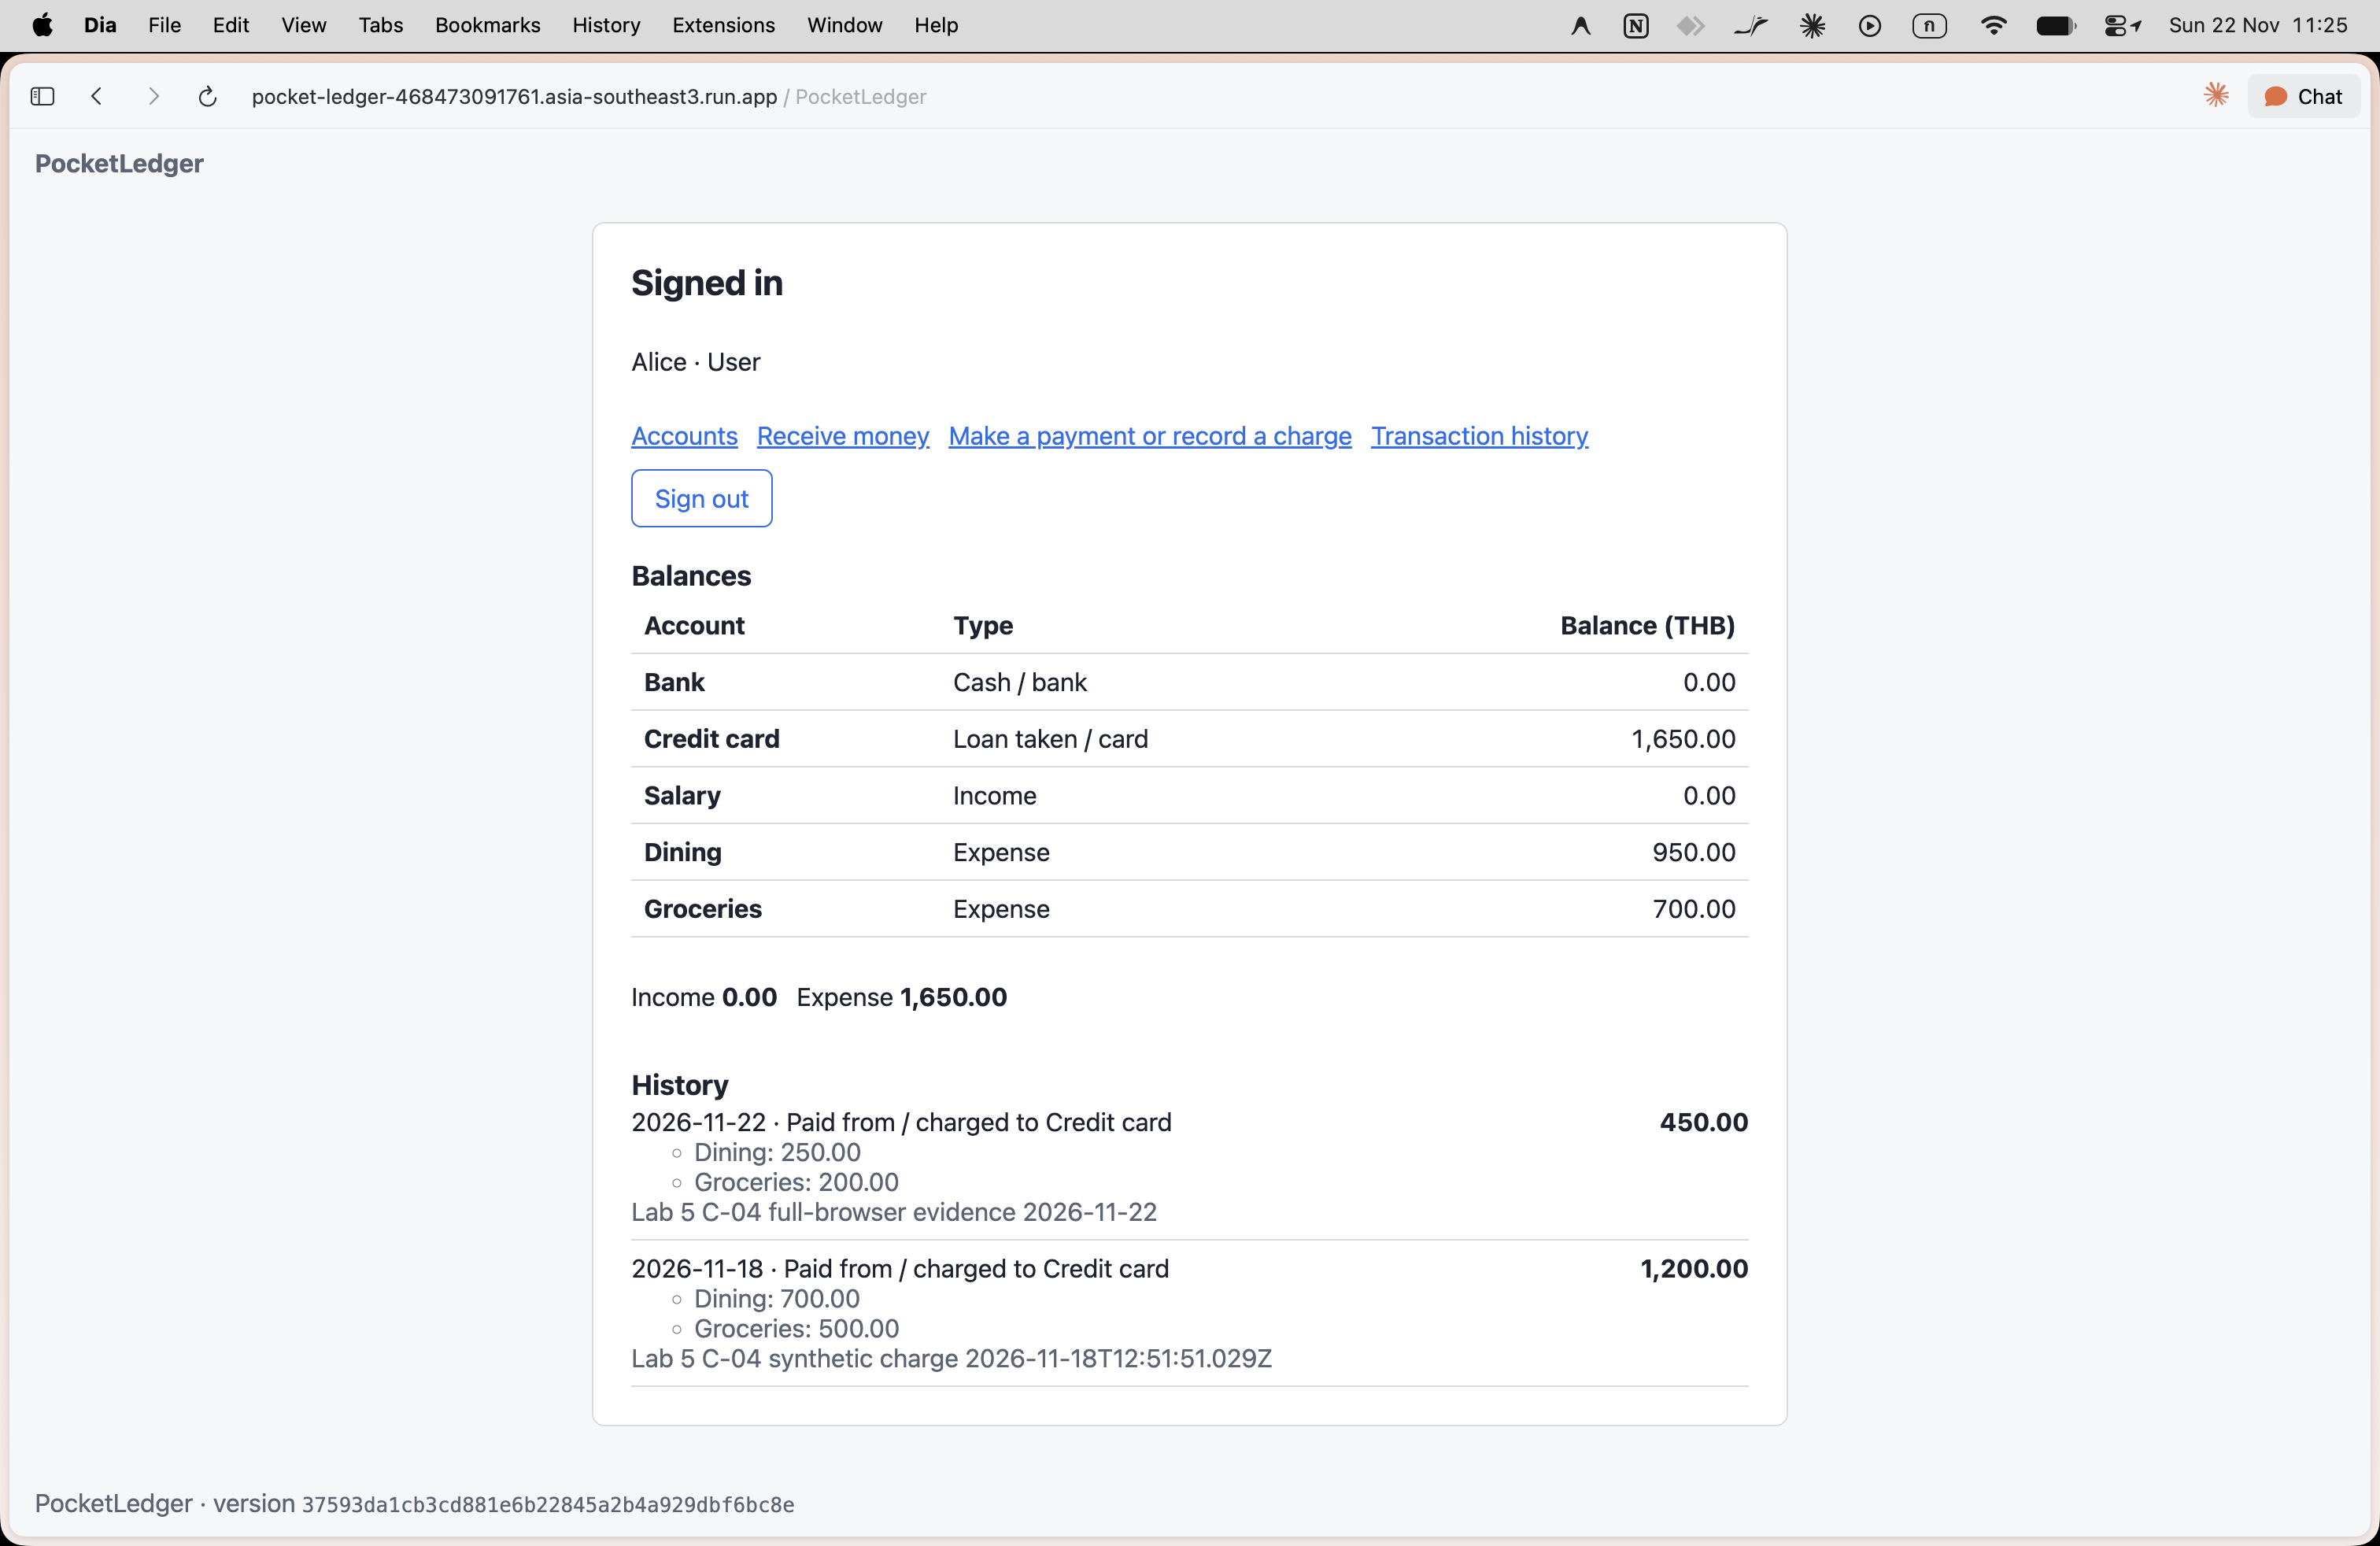 Dia File Edit View Tabs Bookmarks History Extensions Window Help Sun 22 Nov 11:25
pocket-ledger-468473091761.asia-southeast3.run.app / PocketLedger Chat
PocketLedger
Signed in
Alice · User
Accounts Receive money Make a payment or record a charge Transaction history
Sign out
Balances
Account Type Balance (THB)
Bank Cash / bank 0.00
Credit card Loan taken / card 1,650.00
Salary Income 0.00
Dining Expense 950.00
Groceries Expense 700.00
Income 0.00 Expense 1,650.00
History
2026-11-22 · Paid from / charged to Credit card 450.00
◦ Dining: 250.00
◦ Groceries: 200.00
Lab 5 C-04 full-browser evidence 2026-11-22
2026-11-18 · Paid from / charged to Credit card 1,200.00
◦ Dining: 700.00
◦ Groceries: 500.00
Lab 5 C-04 synthetic charge 2026-11-18T12:51:51.029Z
PocketLedger · version 37593da1cb3cd881e6b22845a2b4a929dbf6bc8e